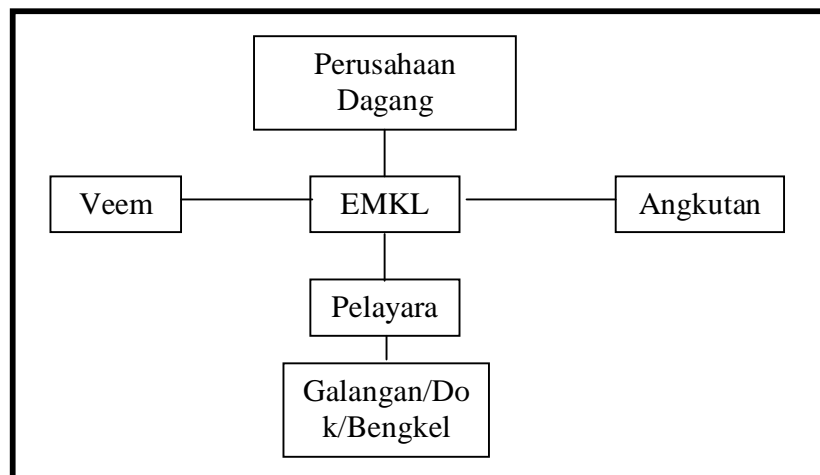 Perusahaan
Dagang
Veem
EMKL
Angkutan
Pelayara
Galangan/Do
k/Bengkel